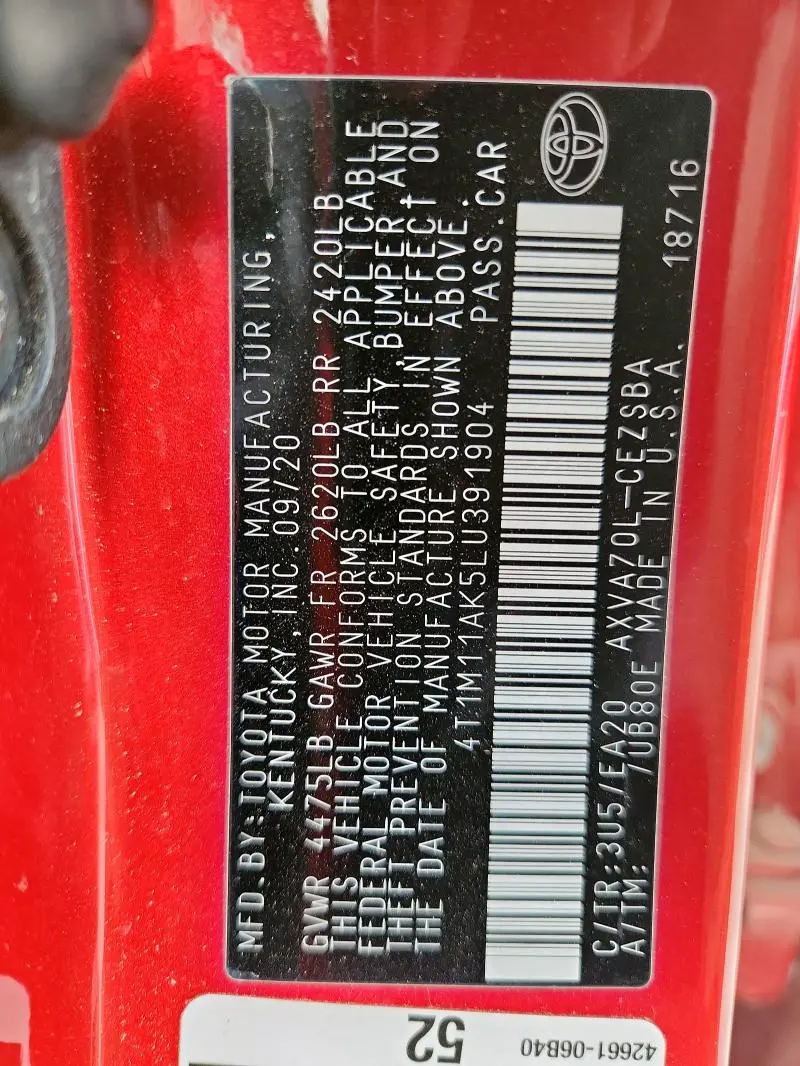 MFD.BY:TOYOTA MOTOR MANUFACTURING,
KENTUCKY,INC.09/20
GVWR 4475LB GAWR FR 2620LB RR 2420LB
THIS VEHICLE CONFORMS TO ALL APPLICABLE
FEDERAL MOTOR VEHICLE SAFETY,BUMPER AND
THEFT PREVENTION STANDARDS IN EFFECT ON
THE DATE OF MANUFACTURE SHOWN ABOVE.
4T1M11AK5LU391904 PASS.CAR
C/TR:3U5/EA20 AXVA70L-CEZSBA
A/TM: /UB80E MADE IN U.S.A. 18716
52
42661-06B40